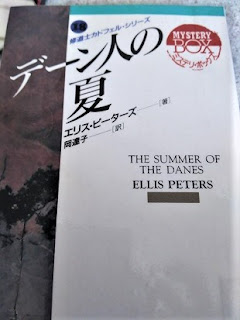 18
修道士カドフェル・シリーズ
MYSTERY
BOX
ミステリ・ボックス
デーン人の
夏
エリス・ピーターズ──[著]
岡達子──[訳]
THE SUMMER OF
THE DANES
ELLIS PETERS